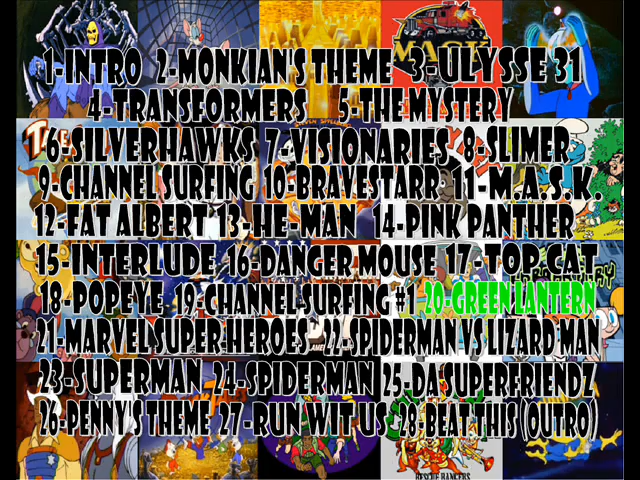 1-INTRO 2-MONKIAN'S THEME 3-ULYSSE 31
4-TRANSFORMERS 5-THE MYSTERY
6-SILVERHAWKS 7-VISIONARIES 8-SLIMER
9-CHANNEL SURFING 10-BRAVESTARR 11-M.A.S.K.
12-FAT ALBERT 13-HE-MAN 14-PINK PANTHER
15-INTERLUDE 16-DANGER MOUSE 17-TOP CAT
18-POPEYE 19-CHANNEL SURFING #1 20-GREEN LANTERN
21-MARVEL SUPER-HEROES 22-SPIDERMAN VS LIZARD MAN
23-SUPERMAN 24-SPIDERMAN 25-DA SUPERFRIENDZ
26-PENNY'S THEME 27-RUN WIT US 28-BEAT THIS (OUTRO)
RESCUE RANGERS